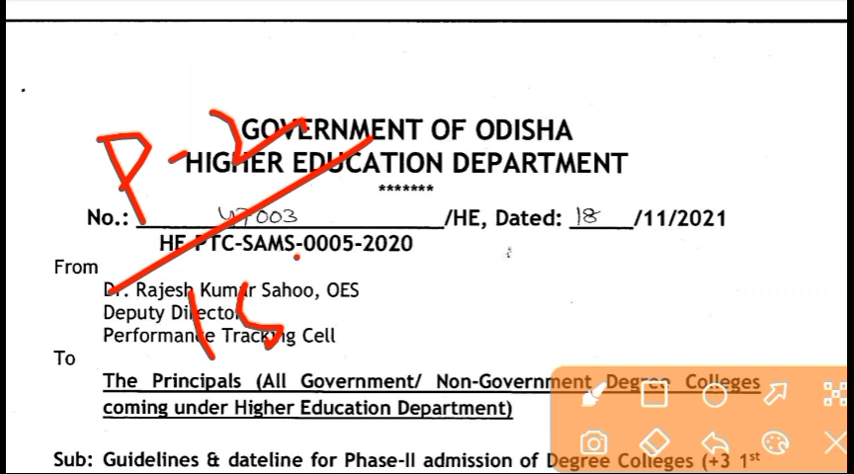 GOVERNMENT OF ODISHA
HIGHER EDUCATION DEPARTMENT
*******
No.: 47003 /HE, Dated: 18 /11/2021
HE-PTC-SAMS-0005-2020
From
Dr. Rajesh Kumar Sahoo, OES
Deputy Director
Performance Tracking Cell
To
The Principals (All Government/ Non-Government Degree Colleges
coming under Higher Education Department)
Sub: Guidelines & dateline for Phase-II admission of Degree Colleges (+3 1st
P-2
15